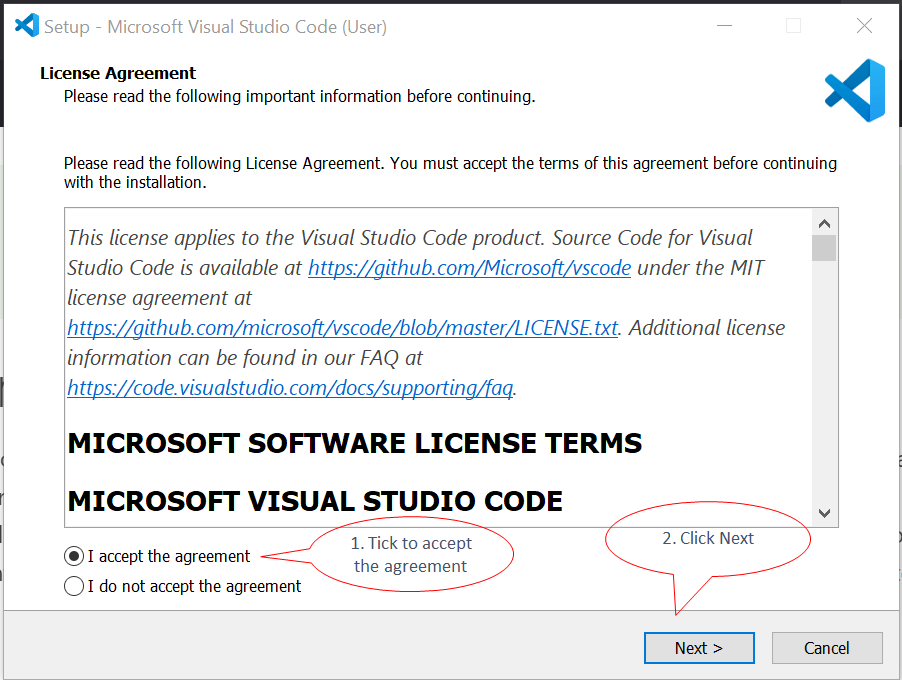 Setup - Microsoft Visual Studio Code (User)
License Agreement
Please read the following important information before continuing.
Please read the following License Agreement. You must accept the terms of this agreement before continuing
with the installation.
This license applies to the Visual Studio Code product. Source Code for Visual
Studio Code is available at https://github.com/Microsoft/vscode under the MIT
license agreement at
https://github.com/microsoft/vscode/blob/master/LICENSE.txt. Additional license
information can be found in our FAQ at
https://code.visualstudio.com/docs/supporting/faq.
MICROSOFT SOFTWARE LICENSE TERMS
MICROSOFT VISUAL STUDIO CODE
I accept the agreement
1. Tick to accept
the agreement
2. Click Next
I do not accept the agreement
Next >
Cancel